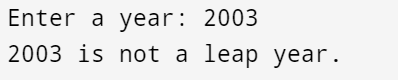 Enter a year: 2003
2003 is not a leap year.